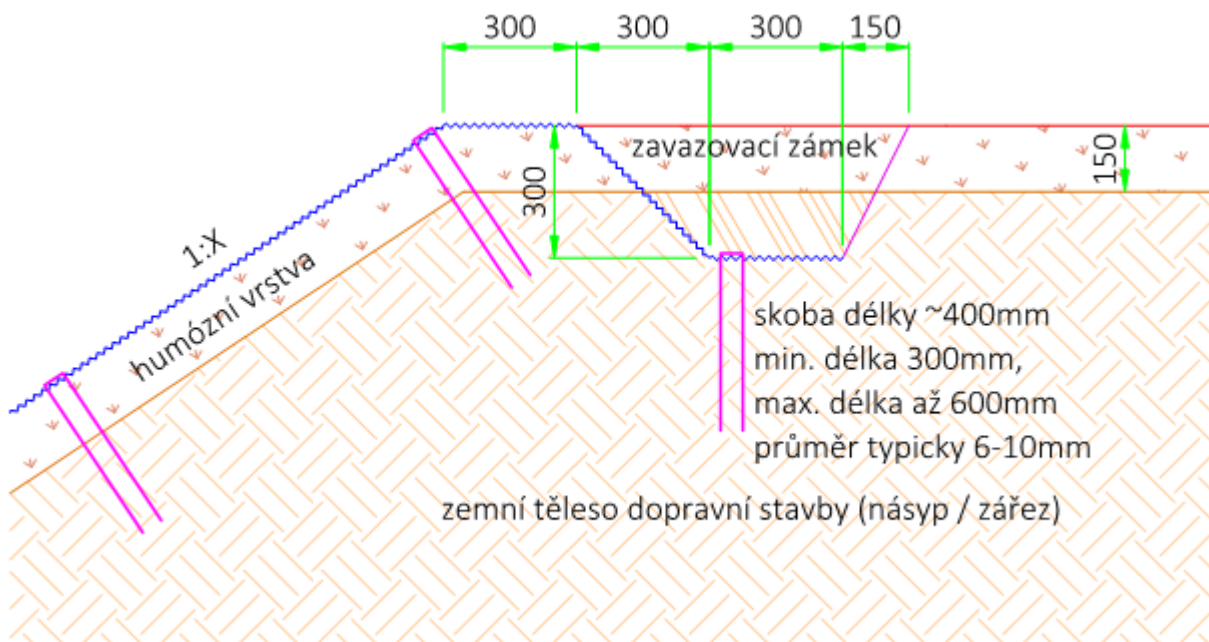 300 300 300 150
zavazovací zámek
300
150
1:X
humózní vrstva
skoba délky ~400mm
min. délka 300mm,
max. délka až 600mm
průměr typicky 6-10mm
zemní těleso dopravní stavby (násyp / zářez)